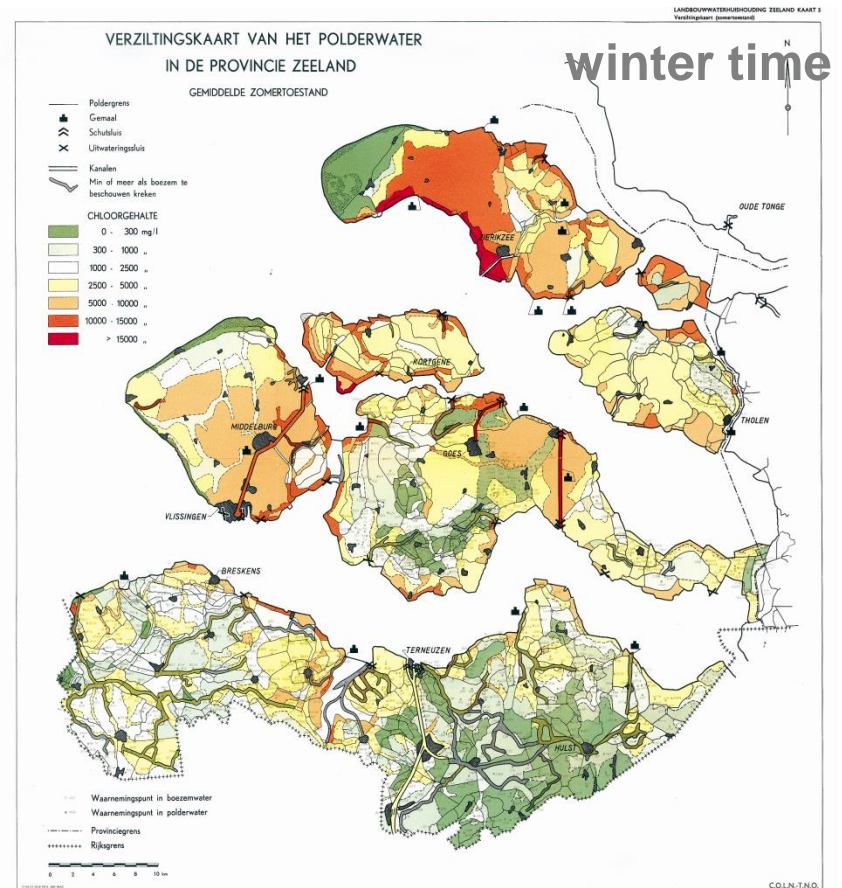 LANDBOUWWATERHUISHOUDING ZEELAND KAART 5
Verziltingskaart (zomertoestand)
VERZILTINGSKAART VAN HET POLDERWATER
IN DE PROVINCIE ZEELAND
GEMIDDELDE ZOMERTOESTAND
winter time
N
Poldergrens
Gemaal
Schutsluis
Uitwateringssluis
Kanalen
Min of meer als boezem te
beschouwen kreken
CHLOORGEHALTE
0 - 300 mg/l
300 - 1000 „
1000 - 2500 „
2500 - 5000 „
5000 - 10000 „
10000 - 15000 „
> 15000 „
OUDE TONGE
ZIERIKZEE
KORTGENE
THOLEN
MIDDELBURG
GOES
VLISSINGEN
BRESKENS
TERNEUZEN
HULST
Waarnemingspunt in boezemwater
Waarnemingspunt in polderwater
Provinciegrens
Rijksgrens
0 2 4 6 8 10 km
C.O.L.N.-T.N.O.